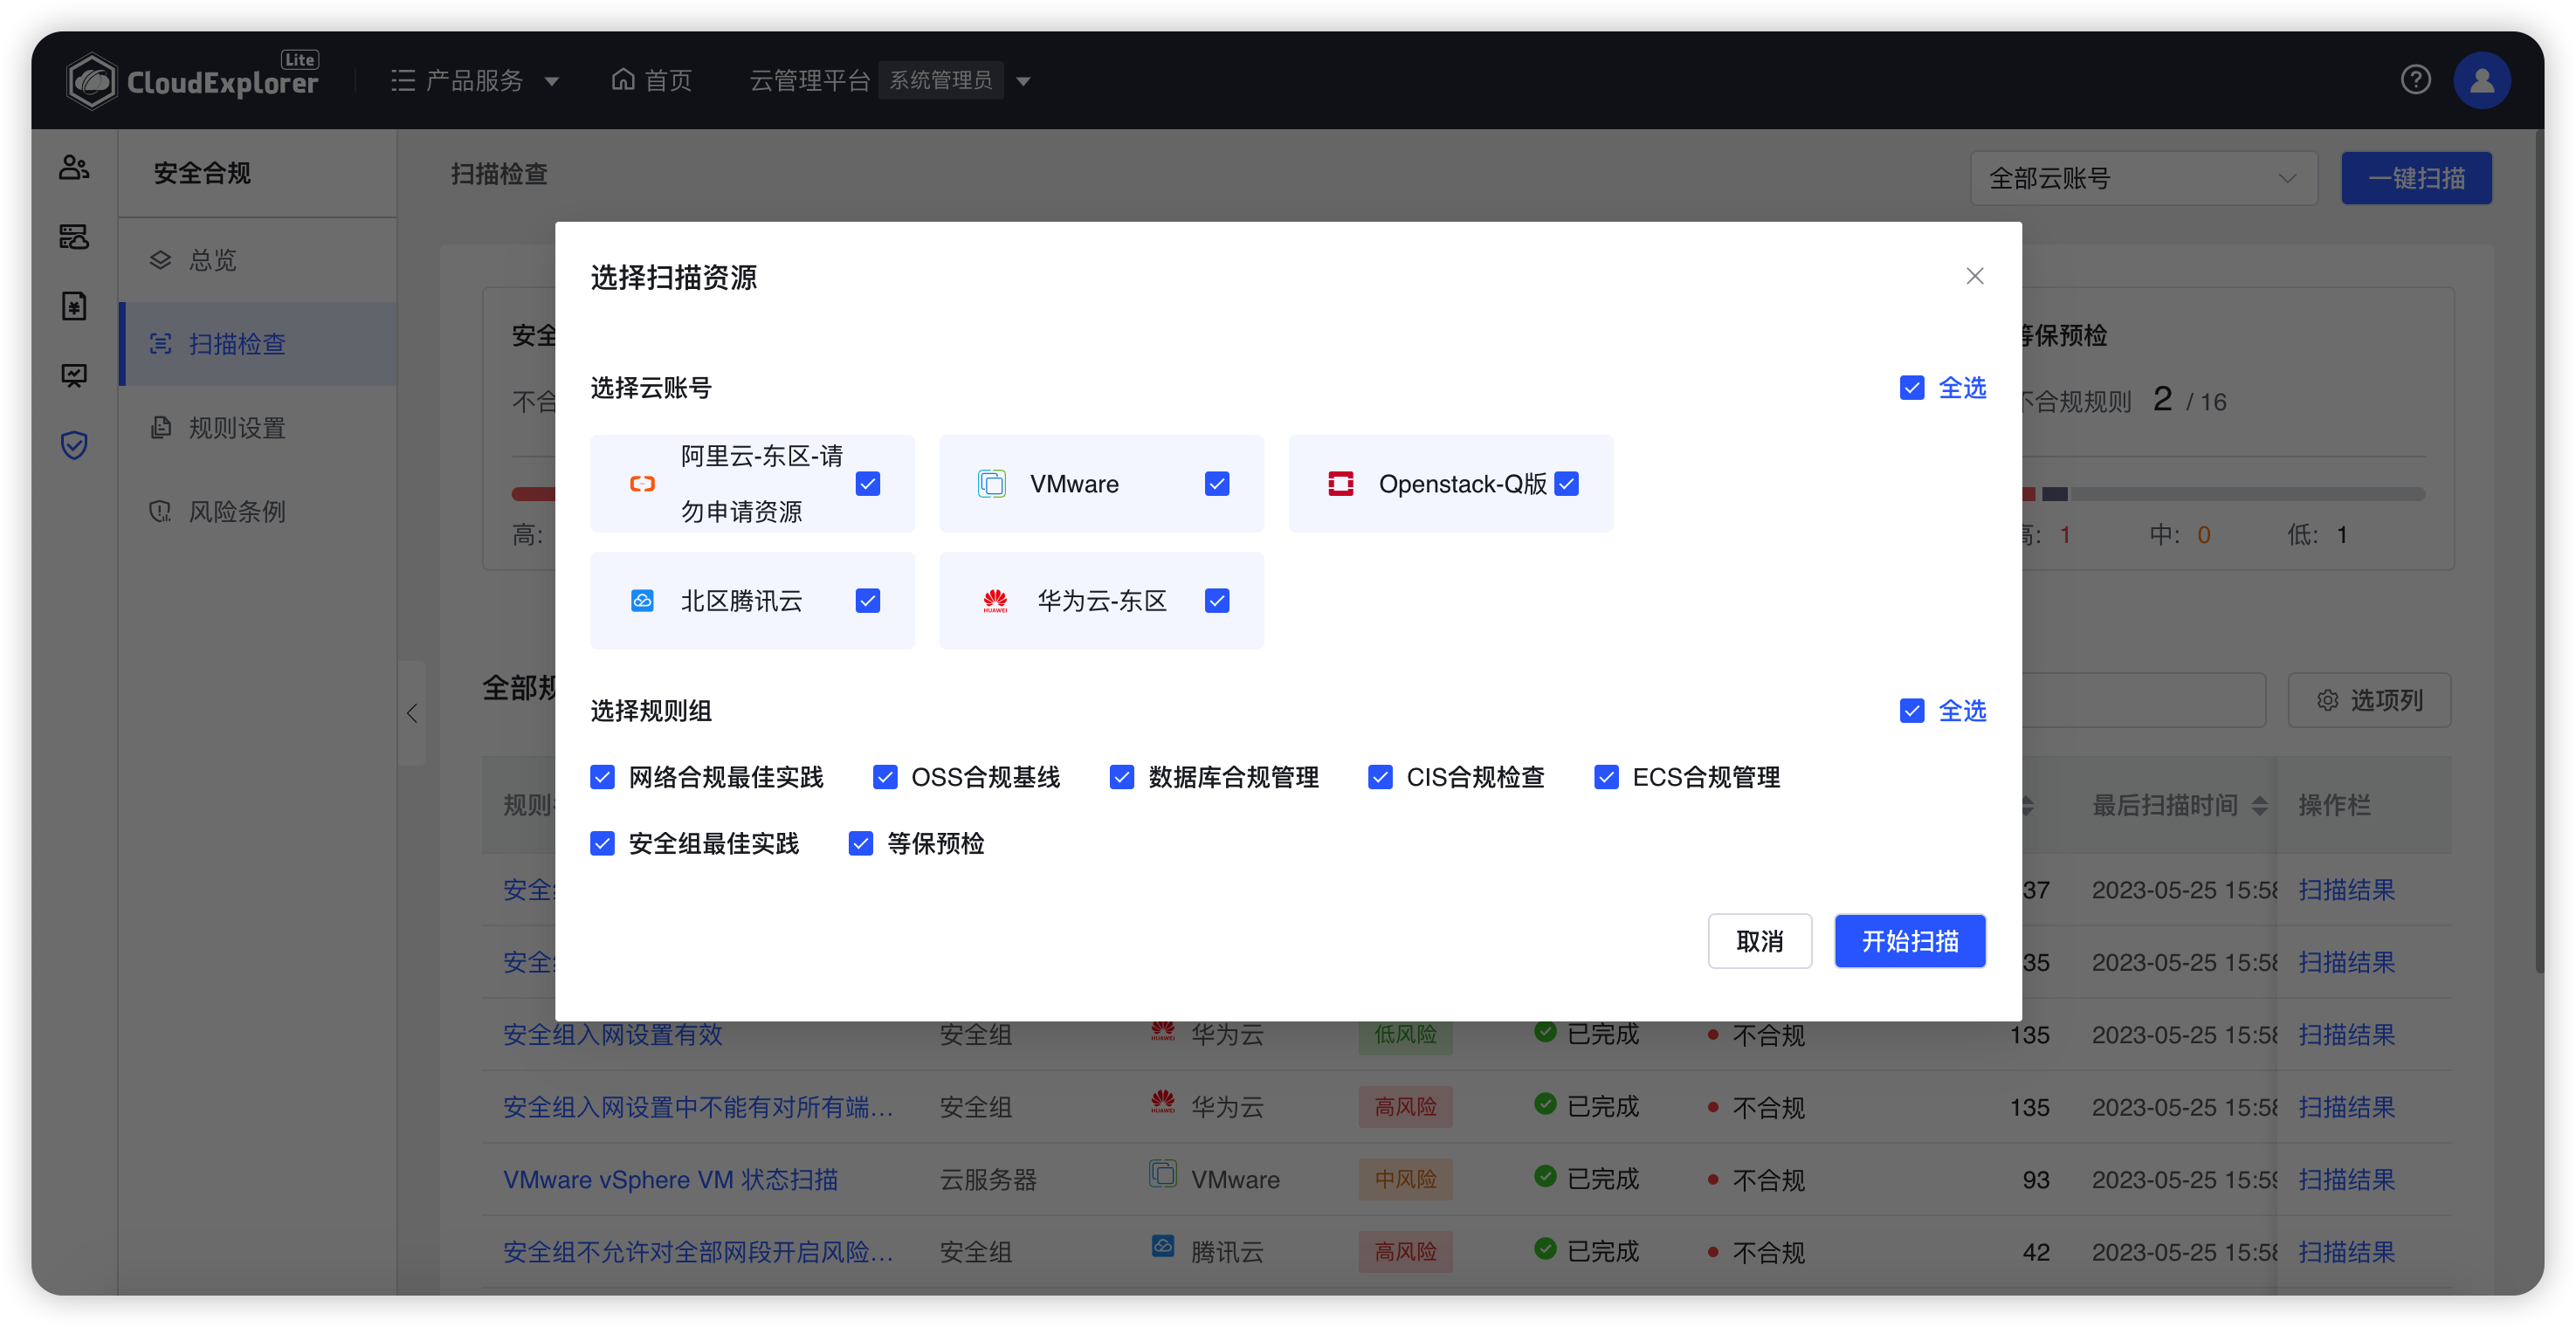 CloudExplorer Lite
产品服务
首页
云管理平台 系统管理员
安全合规
总览
扫描检查
规则设置
风险条例
扫描检查
全部云账号
一键扫描
安全
不合
高:
等保预检
不合规规则 2 / 16
高: 1 中: 0 低: 1
选择扫描资源
选择云账号
全选
阿里云-东区-请
勿申请资源
VMware
Openstack-Q版
北区腾讯云
华为云-东区
选择规则组
全选
网络合规最佳实践 OSS合规基线 数据库合规管理 CIS合规检查 ECS合规管理
安全组最佳实践 等保预检
取消 开始扫描
全部规
选项列
规则 最后扫描时间 操作栏
安全 37 2023-05-25 15:58 扫描结果
安全 35 2023-05-25 15:58 扫描结果
安全组入网设置有效 安全组 HUAWEI 华为云 低风险 已完成 不合规 135 2023-05-25 15:58 扫描结果
安全组入网设置中不能有对所有端... 安全组 HUAWEI 华为云 高风险 已完成 不合规 135 2023-05-25 15:58 扫描结果
VMware vSphere VM 状态扫描 云服务器 VMware 中风险 已完成 不合规 93 2023-05-25 15:59 扫描结果
安全组不允许对全部网段开启风险... 安全组 腾讯云 高风险 已完成 不合规 42 2023-05-25 15:58 扫描结果